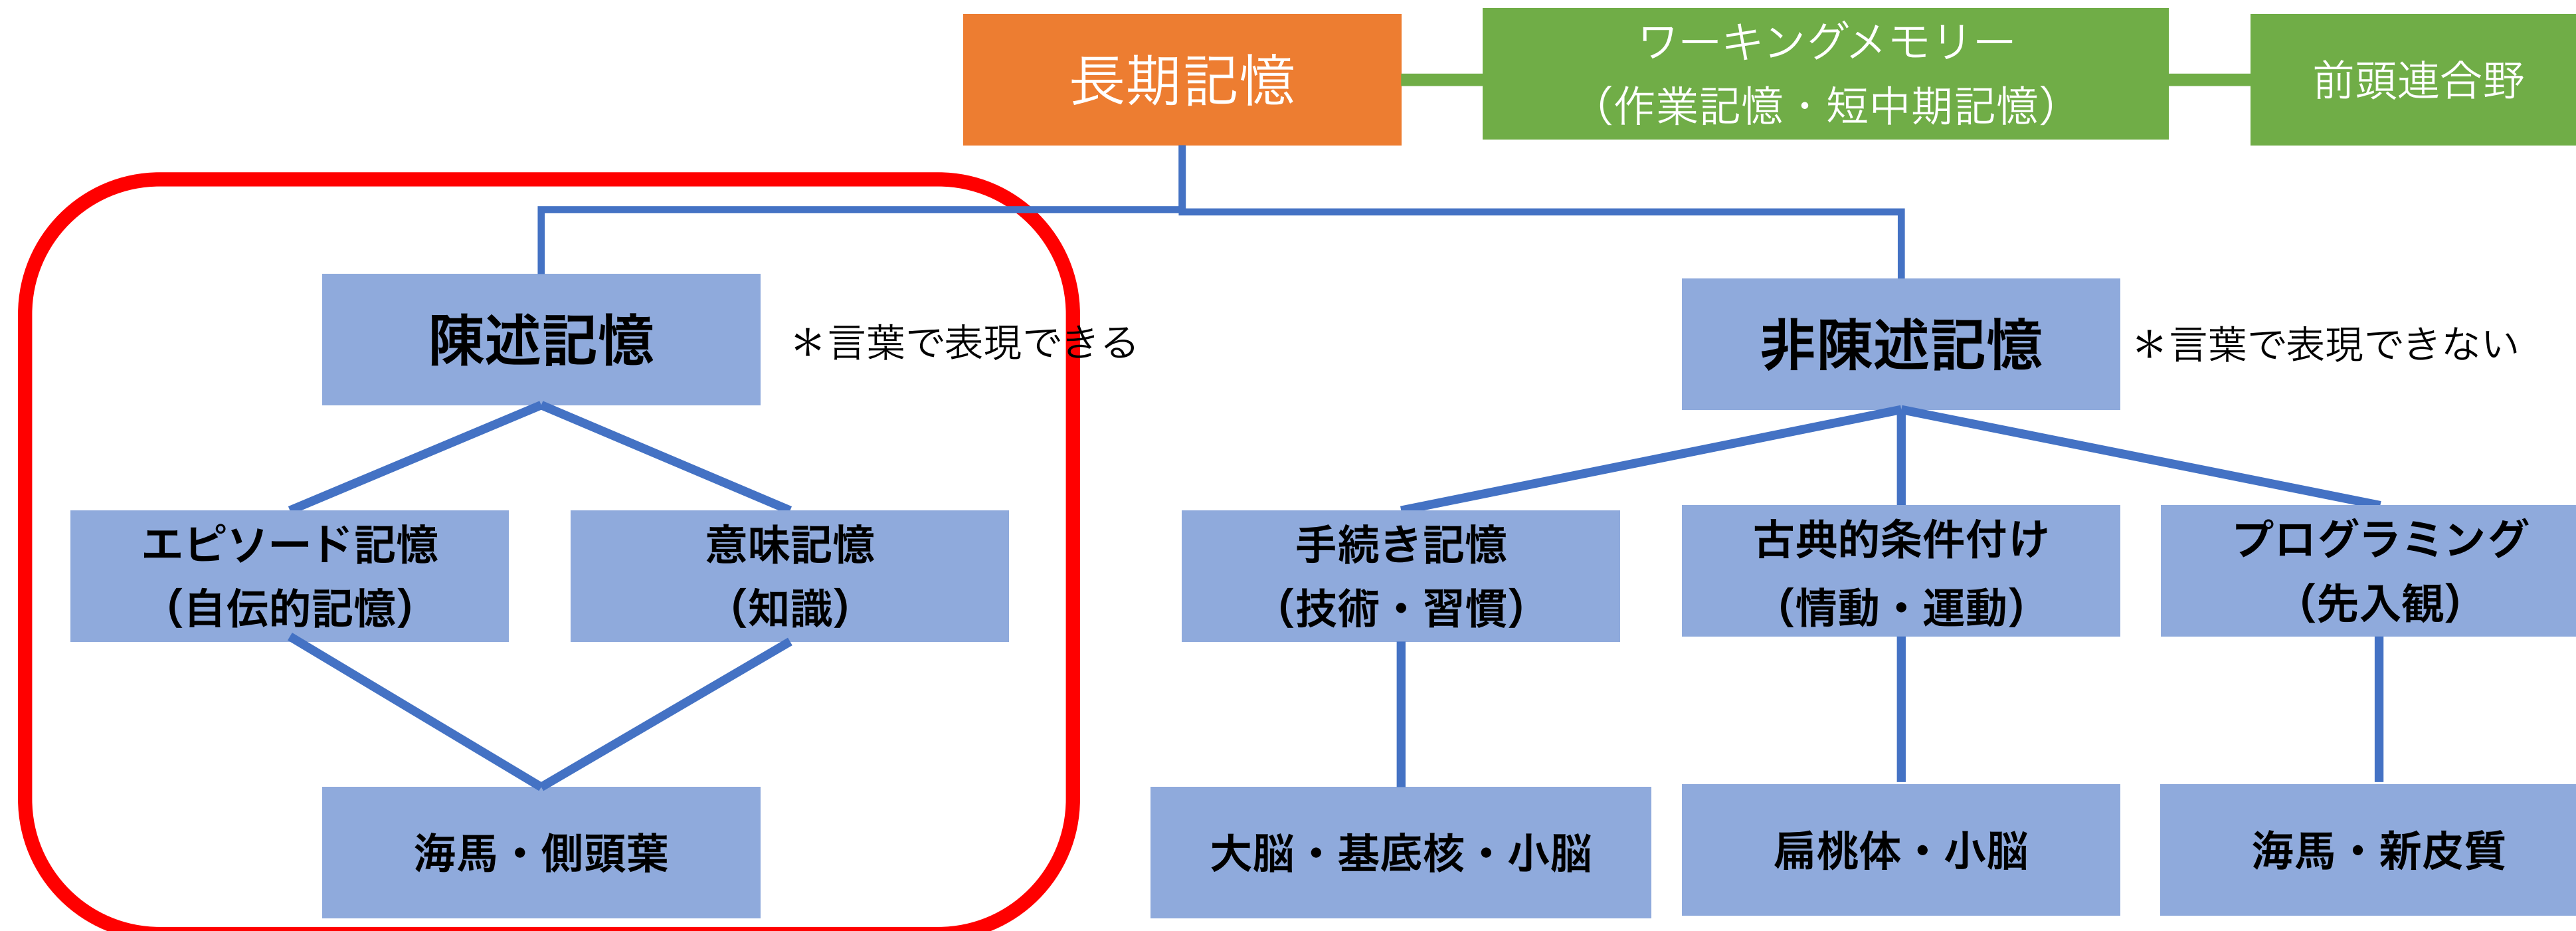 長期記憶
ワーキングメモリー
（作業記憶・短中期記憶）
前頭連合野
陳述記憶
＊言葉で表現できる
非陳述記憶
＊言葉で表現できない
エピソード記憶
（自伝的記憶）
意味記憶
（知識）
手続き記憶
（技術・習慣）
古典的条件付け
（情動・運動）
プログラミング
（先入観）
海馬・側頭葉
大脳・基底核・小脳
扁桃体・小脳
海馬・新皮質